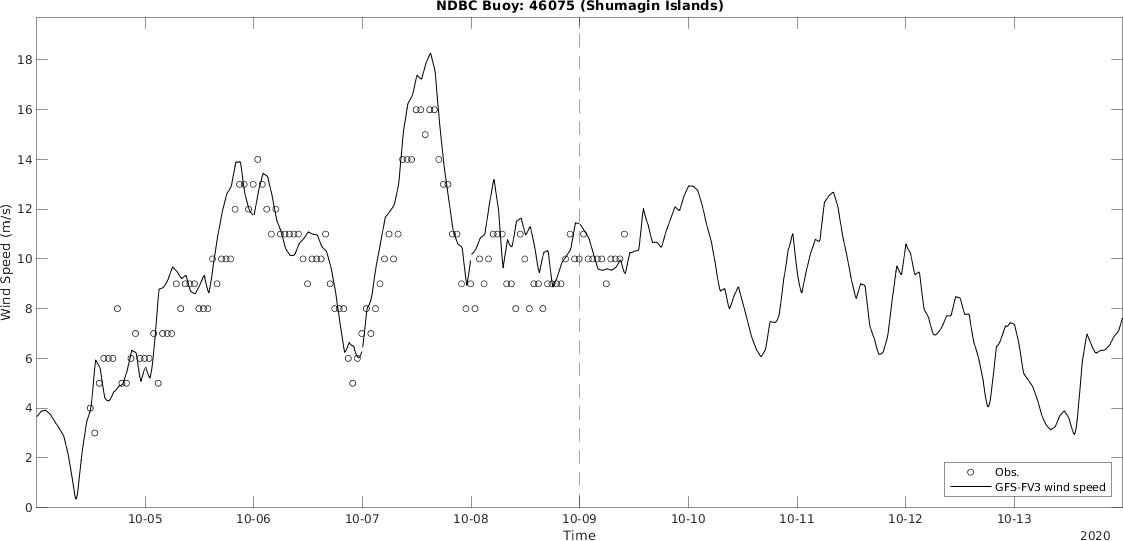 NDBC Buoy: 46075 (Shumagin Islands)
Wind Speed (m/s)
18
16
14
12
10
8
6
4
2
0
Obs.
GFS-FV3 wind speed
10-05 10-06 10-07 10-08 10-09 10-10 10-11 10-12 10-13
Time
2020